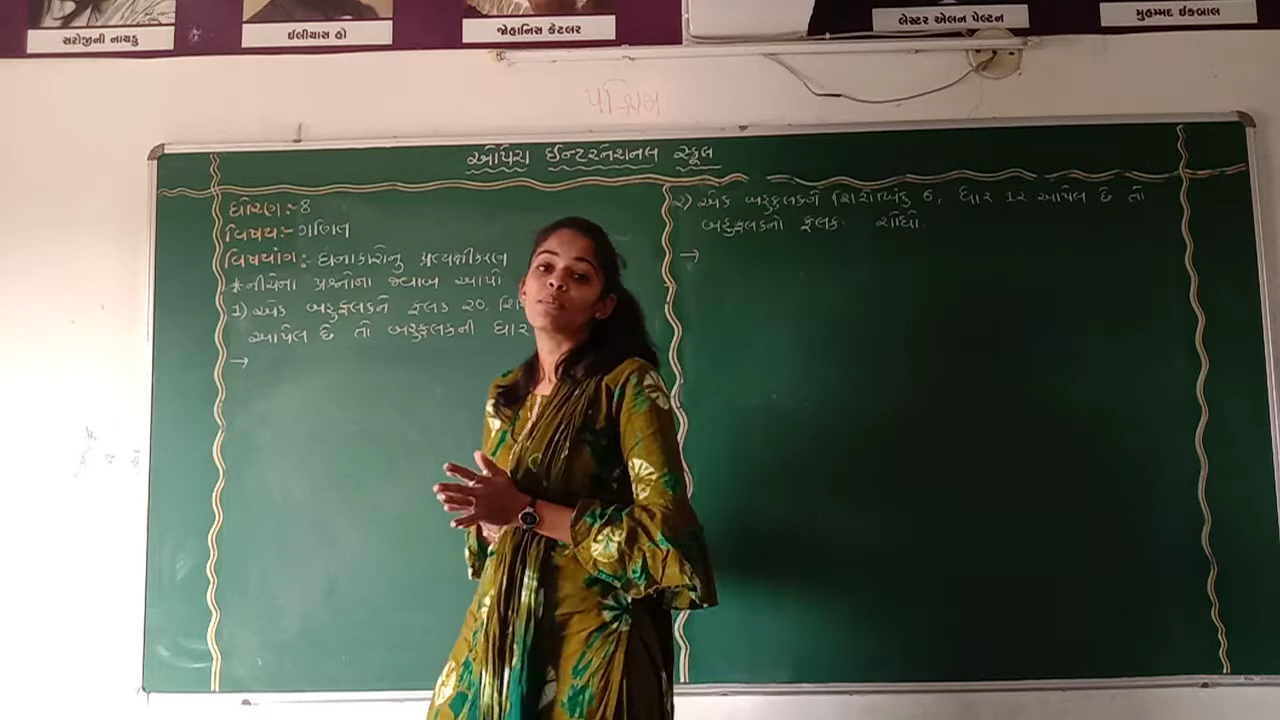 સરોજીની નાયડુ
ઈલીયાસ હો
જોહાનિસ કેટલર
લેસ્ટર એલન પેલ્ટન
મુહમ્મદ ઈકબાલ
પશ્ચિમ
ઓપેરા ઈન્ટરનેશનલ સ્કૂલ
ધોરણ:-8
વિષય:- ગણિત
વિષયાંગ:- ઘનાકારોનું પ્રત્યક્ષીકરણ
* નીચેના પ્રશ્નોના જવાબ આપો
1) એક બહુફલકને ફલક 20, શિ
આપેલ છે તો બહુફલકની ધાર
→
૨) એક બહુફલકને શિરોબિંદુ 6, ધાર 12 આપેલ છે તો
બહુફલકનો ફલક શોધો.
→